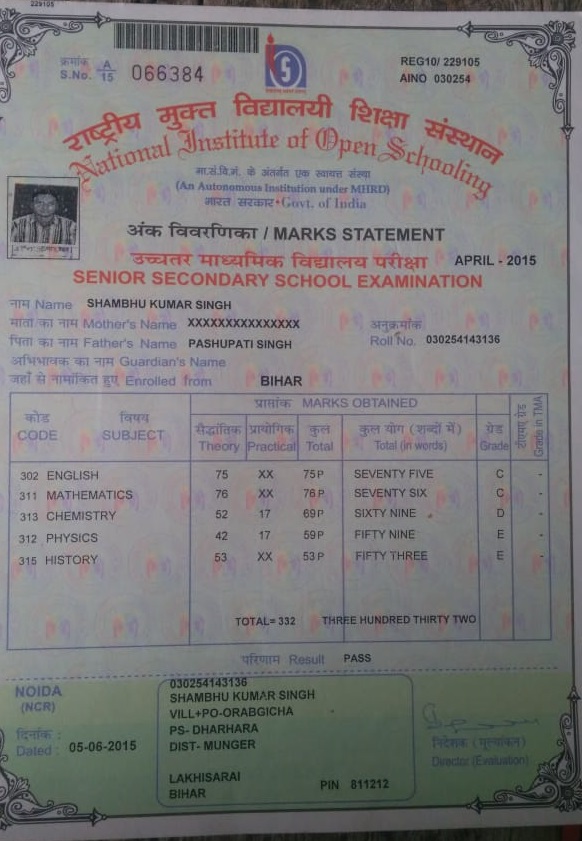 229105
क्रमांक A
S.No. 15 066384
REG10/ 229105
AINO 030254
राष्ट्रीय मुक्त विद्यालयी शिक्षा संस्थान
National Institute of Open Schooling
मा.सं.वि.मं. के अंतर्गत एक स्वायत्त संस्था
(An Autonomous Institution under MHRD)
भारत सरकार • Govt. of India
अंक विवरणिका / MARKS STATEMENT
उच्चतर माध्यमिक विद्यालय परीक्षा APRIL - 2015
SENIOR SECONDARY SCHOOL EXAMINATION
नाम Name SHAMBHU KUMAR SINGH
माता का नाम Mother's Name XXXXXXXXXXXXXXX अनुक्रमांक
पिता का नाम Father's Name PASHUPATI SINGH Roll No. 030254143136
अभिभावक का नाम Guardian's Name
जहाँ से नामांकित हुए Enrolled from BIHAR
प्राप्तांक MARKS OBTAINED
कोड विषय सैद्धांतिक प्रायोगिक कुल कुल योग (शब्दों में) ग्रेड टीएमए ग्रेड
CODE SUBJECT Theory Practical Total Total (in words) Grade Grade in TMA
302 ENGLISH 75 XX 75P SEVENTY FIVE C -
311 MATHEMATICS 76 XX 76P SEVENTY SIX C -
313 CHEMISTRY 52 17 69P SIXTY NINE D -
312 PHYSICS 42 17 59P FIFTY NINE E -
315 HISTORY 53 XX 53P FIFTY THREE E -
TOTAL= 332 THREE HUNDRED THIRTY TWO
परिणाम Result PASS
NOIDA
(NCR)
दिनांक :
Dated : 05-06-2015
030254143136
SHAMBHU KUMAR SINGH
VILL+PO-ORABGICHA
PS- DHARHARA
DIST- MUNGER
LAKHISARAI
BIHAR PIN 811212
निदेशक (मूल्यांकन)
Director (Evaluation)